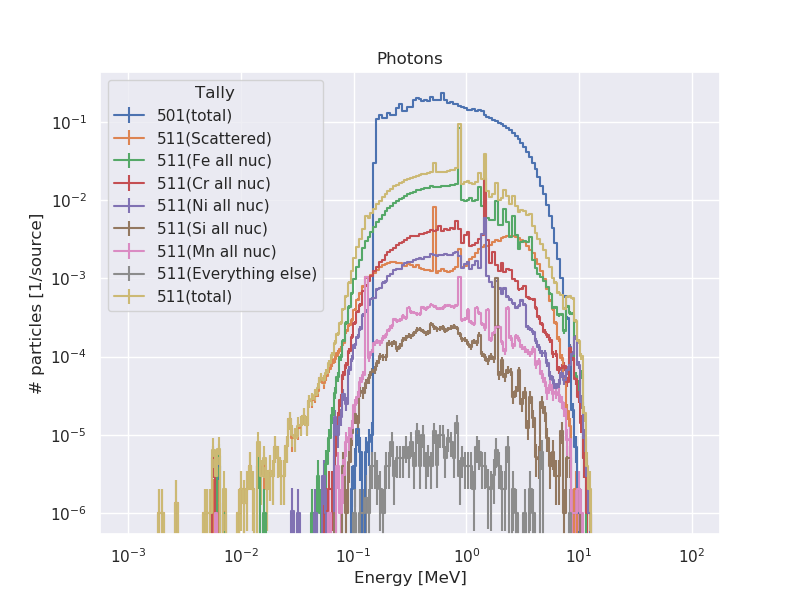 Photons
Tally
501(total)
511(Scattered)
511(Fe all nuc)
511(Cr all nuc)
511(Ni all nuc)
511(Si all nuc)
511(Mn all nuc)
511(Everything else)
511(total)
# particles [1/source]
10⁻¹
10⁻²
10⁻³
10⁻⁴
10⁻⁵
10⁻⁶
10⁻³ 10⁻² 10⁻¹ 10⁰ 10¹ 10²
Energy [MeV]